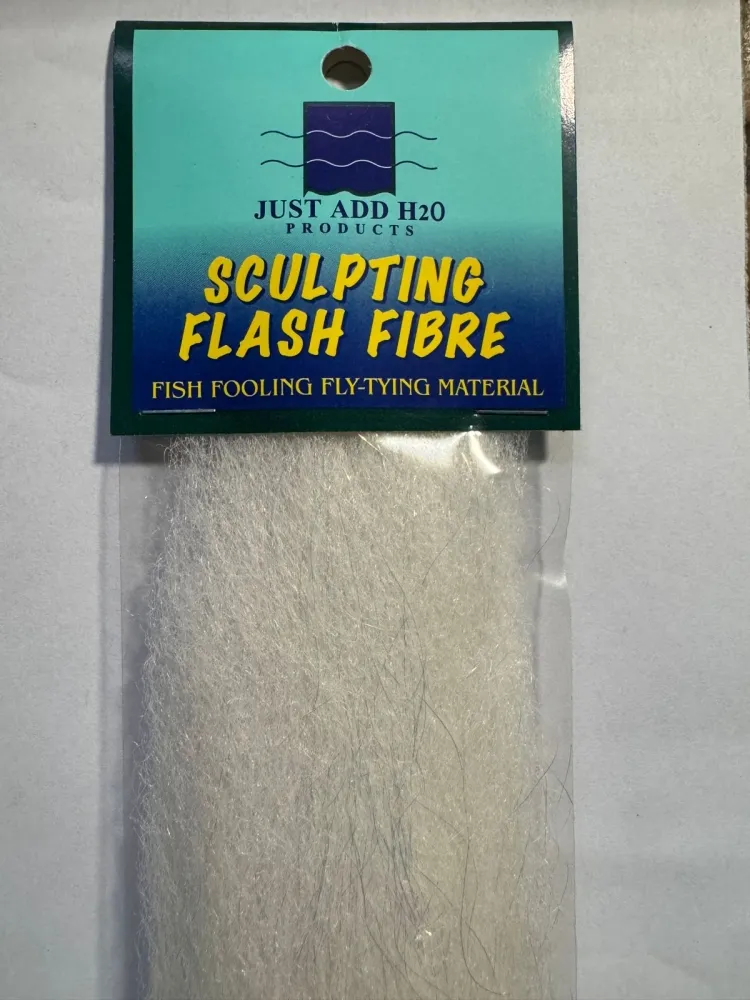 JUST ADD H2O
PRODUCTS
SCULPTING
FLASH FIBRE
FISH FOOLING FLY-TYING MATERIAL